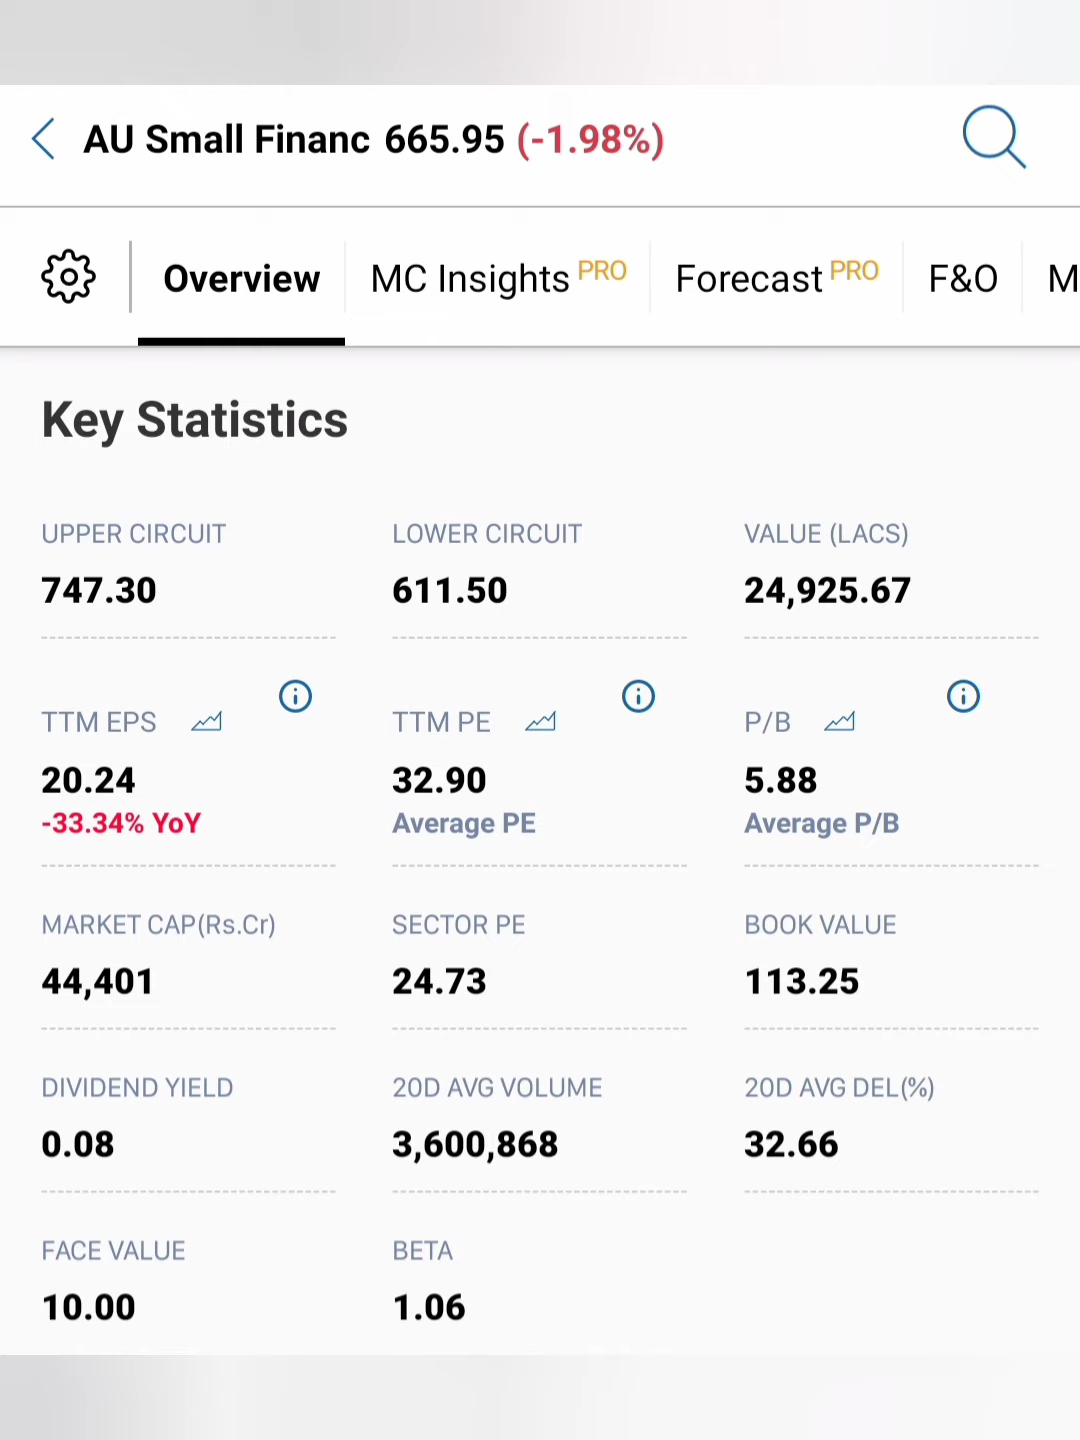 AU Small Financ 665.95 (-1.98%)
Overview MC Insights PRO Forecast PRO F&O M
Key Statistics
UPPER CIRCUIT LOWER CIRCUIT VALUE (LACS)
747.30 611.50 24,925.67
TTM EPS TTM PE P/B
20.24 32.90 5.88
-33.34% YoY Average PE Average P/B
MARKET CAP(Rs.Cr) SECTOR PE BOOK VALUE
44,401 24.73 113.25
DIVIDEND YIELD 20D AVG VOLUME 20D AVG DEL(%)
0.08 3,600,868 32.66
FACE VALUE BETA
10.00 1.06